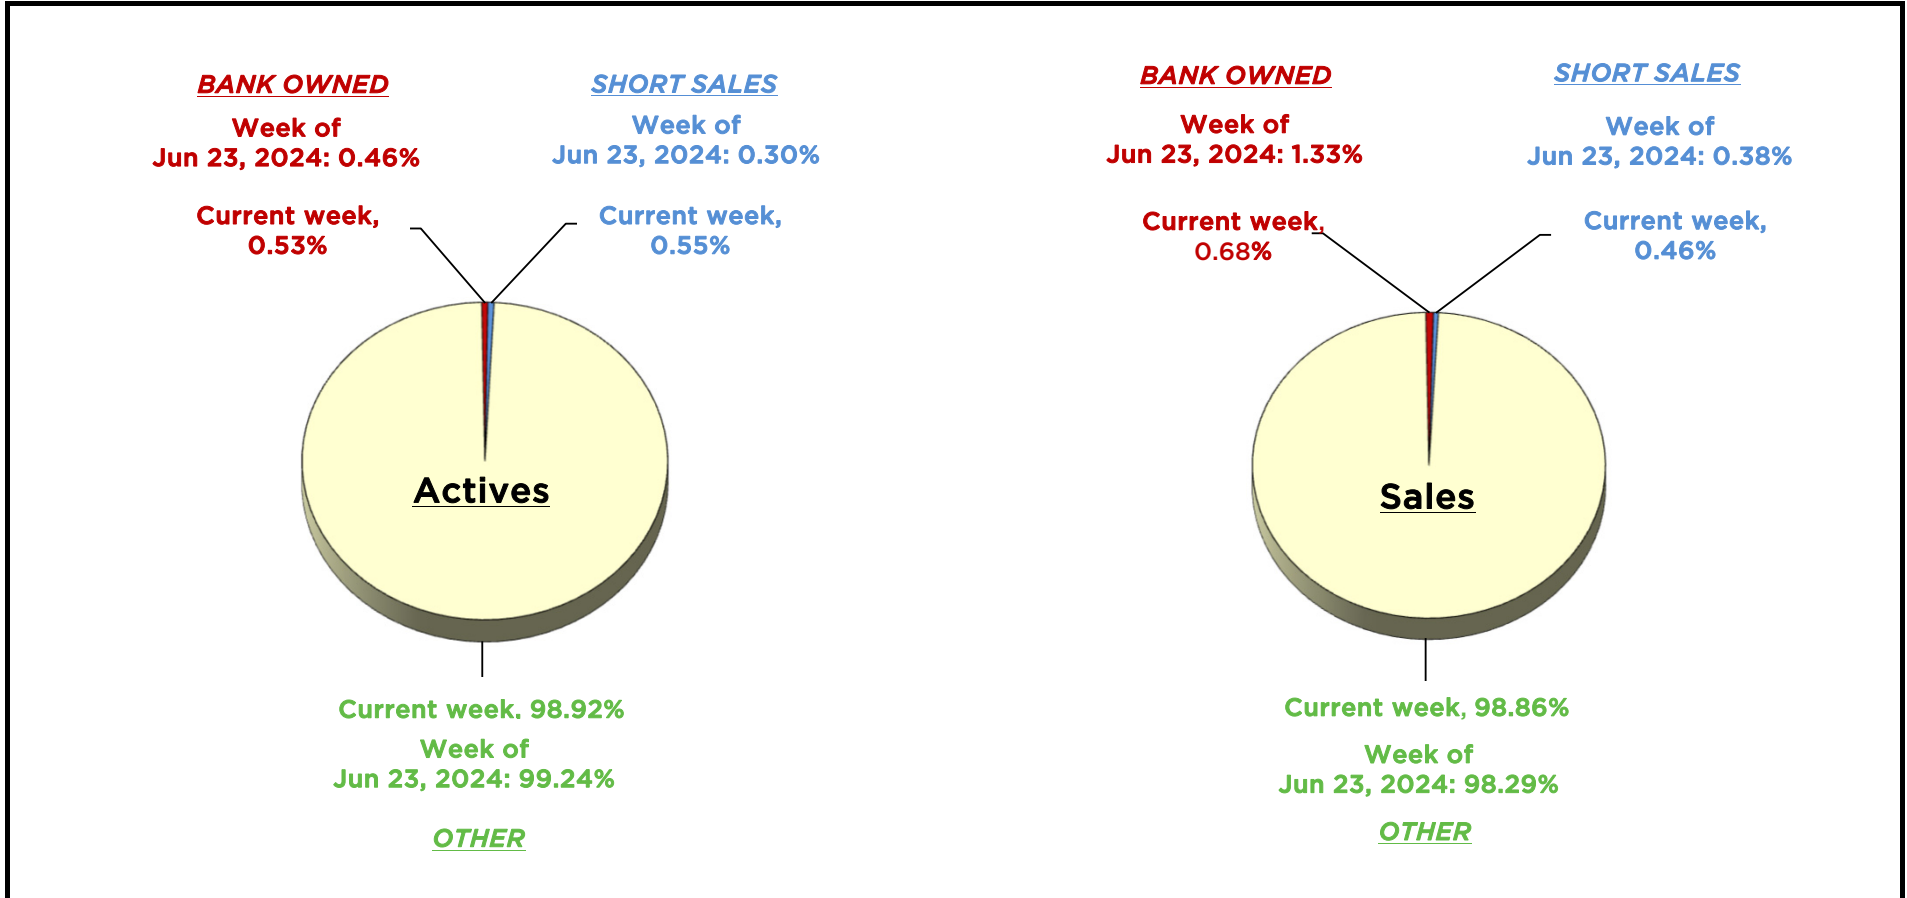 BANK OWNED
Week of
Jun 23, 2024: 0.46%
Current week,
0.53%
SHORT SALES
Week of
Jun 23, 2024: 0.30%
Current week,
0.55%
Actives
Current week, 98.92%
Week of
Jun 23, 2024: 99.24%
OTHER
BANK OWNED
Week of
Jun 23, 2024: 1.33%
Current week,
0.68%
SHORT SALES
Week of
Jun 23, 2024: 0.38%
Current week,
0.46%
Sales
Current week, 98.86%
Week of
Jun 23, 2024: 98.29%
OTHER